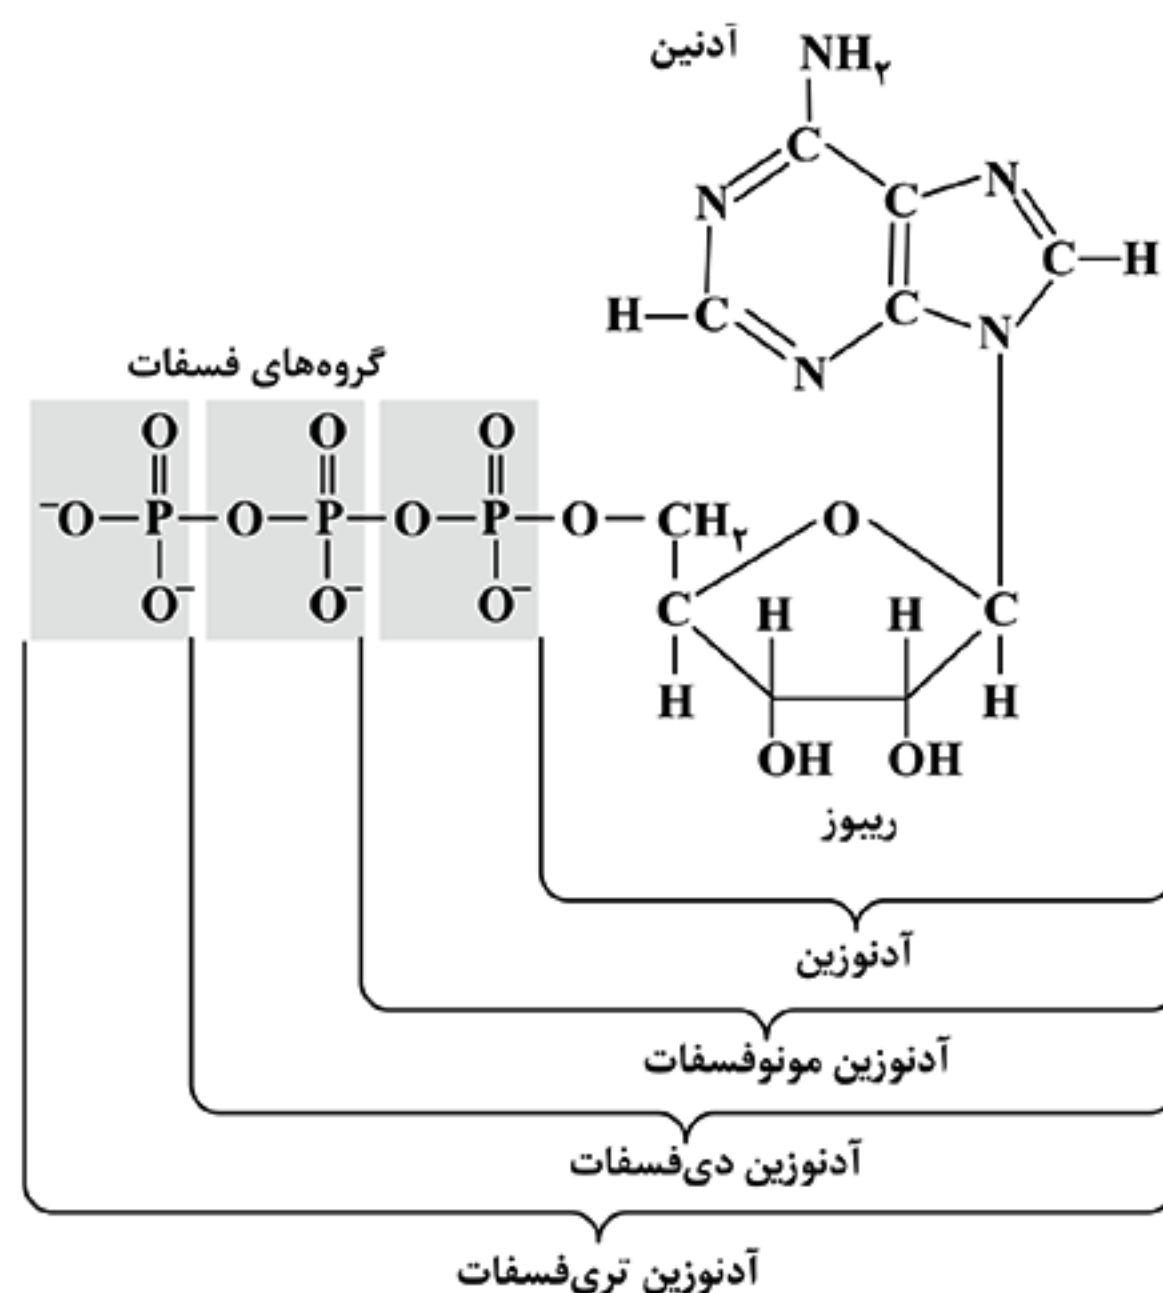 آدنین
NH۲
C
N
C
N
C—H
H—C
C
N
N
گروه‌های فسفات
O O O
⁻O—P—O—P—O—P—O—CH۲ O
O⁻ O⁻ O⁻
C H H C
H H
OH OH
ریبوز
آدنوزین
آدنوزین مونوفسفات
آدنوزین دی‌فسفات
آدنوزین تری‌فسفات